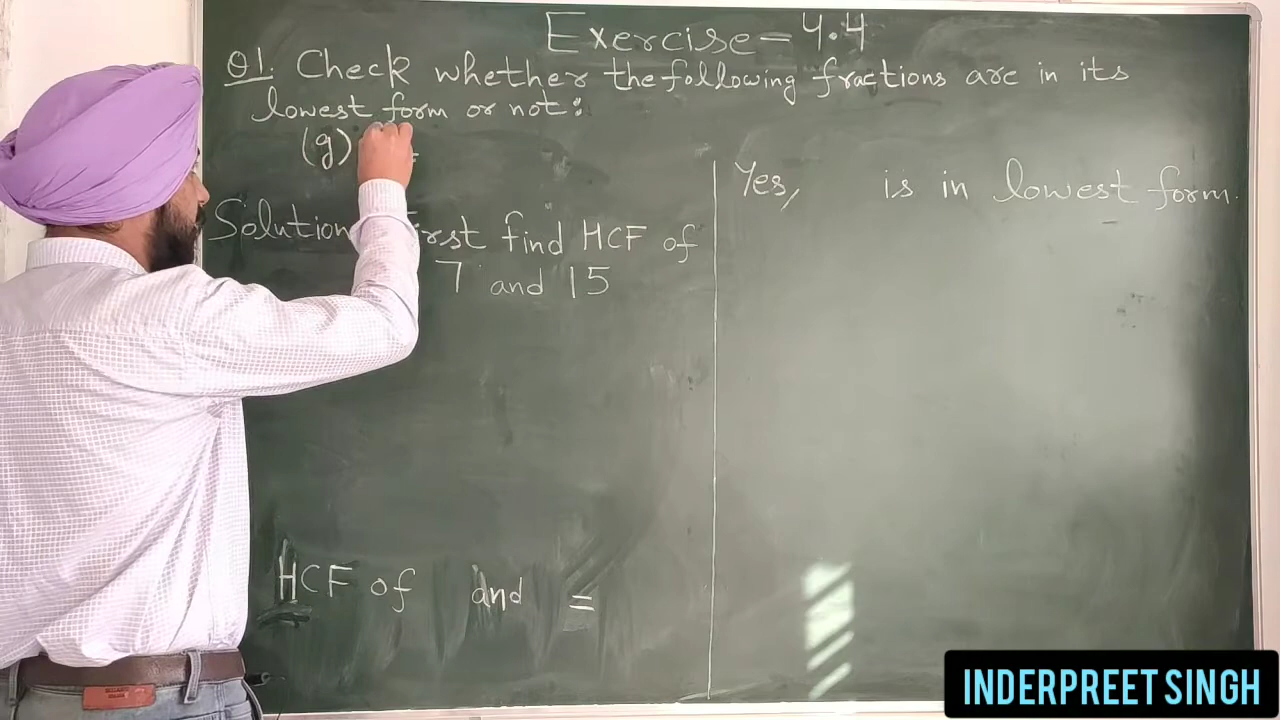 Exercise = 4.4
Q1. Check whether the following fractions are in its
lowest form or not:
(g)
Solution first find HCF of
7 and 15
HCF of and =
Yes, is in lowest form.
INDERPREET SINGH